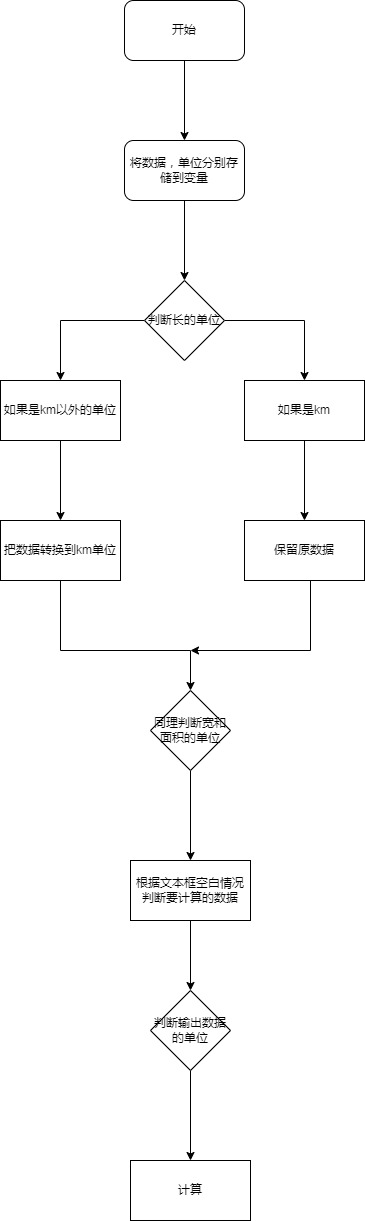 开始
将数据，单位分别存
储到变量
判断长的单位
如果是km以外的单位
如果是km
把数据转换到km单位
保留原数据
同理判断宽和
面积的单位
根据文本框空白情况
判断要计算的数据
判断输出数据
的单位
计算